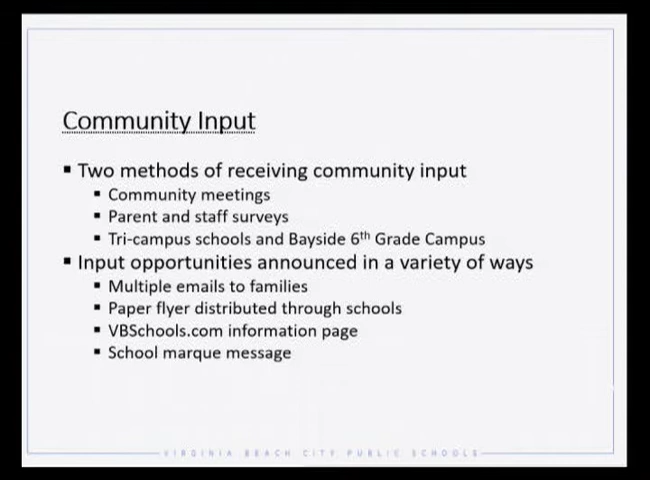 Community Input
▪ Two methods of receiving community input
▪ Community meetings
▪ Parent and staff surveys
▪ Tri-campus schools and Bayside 6th Grade Campus
▪ Input opportunities announced in a variety of ways
▪ Multiple emails to families
▪ Paper flyer distributed through schools
▪ VBSchools.com information page
▪ School marque message
VIRGINIA BEACH CITY PUBLIC SCHOOLS